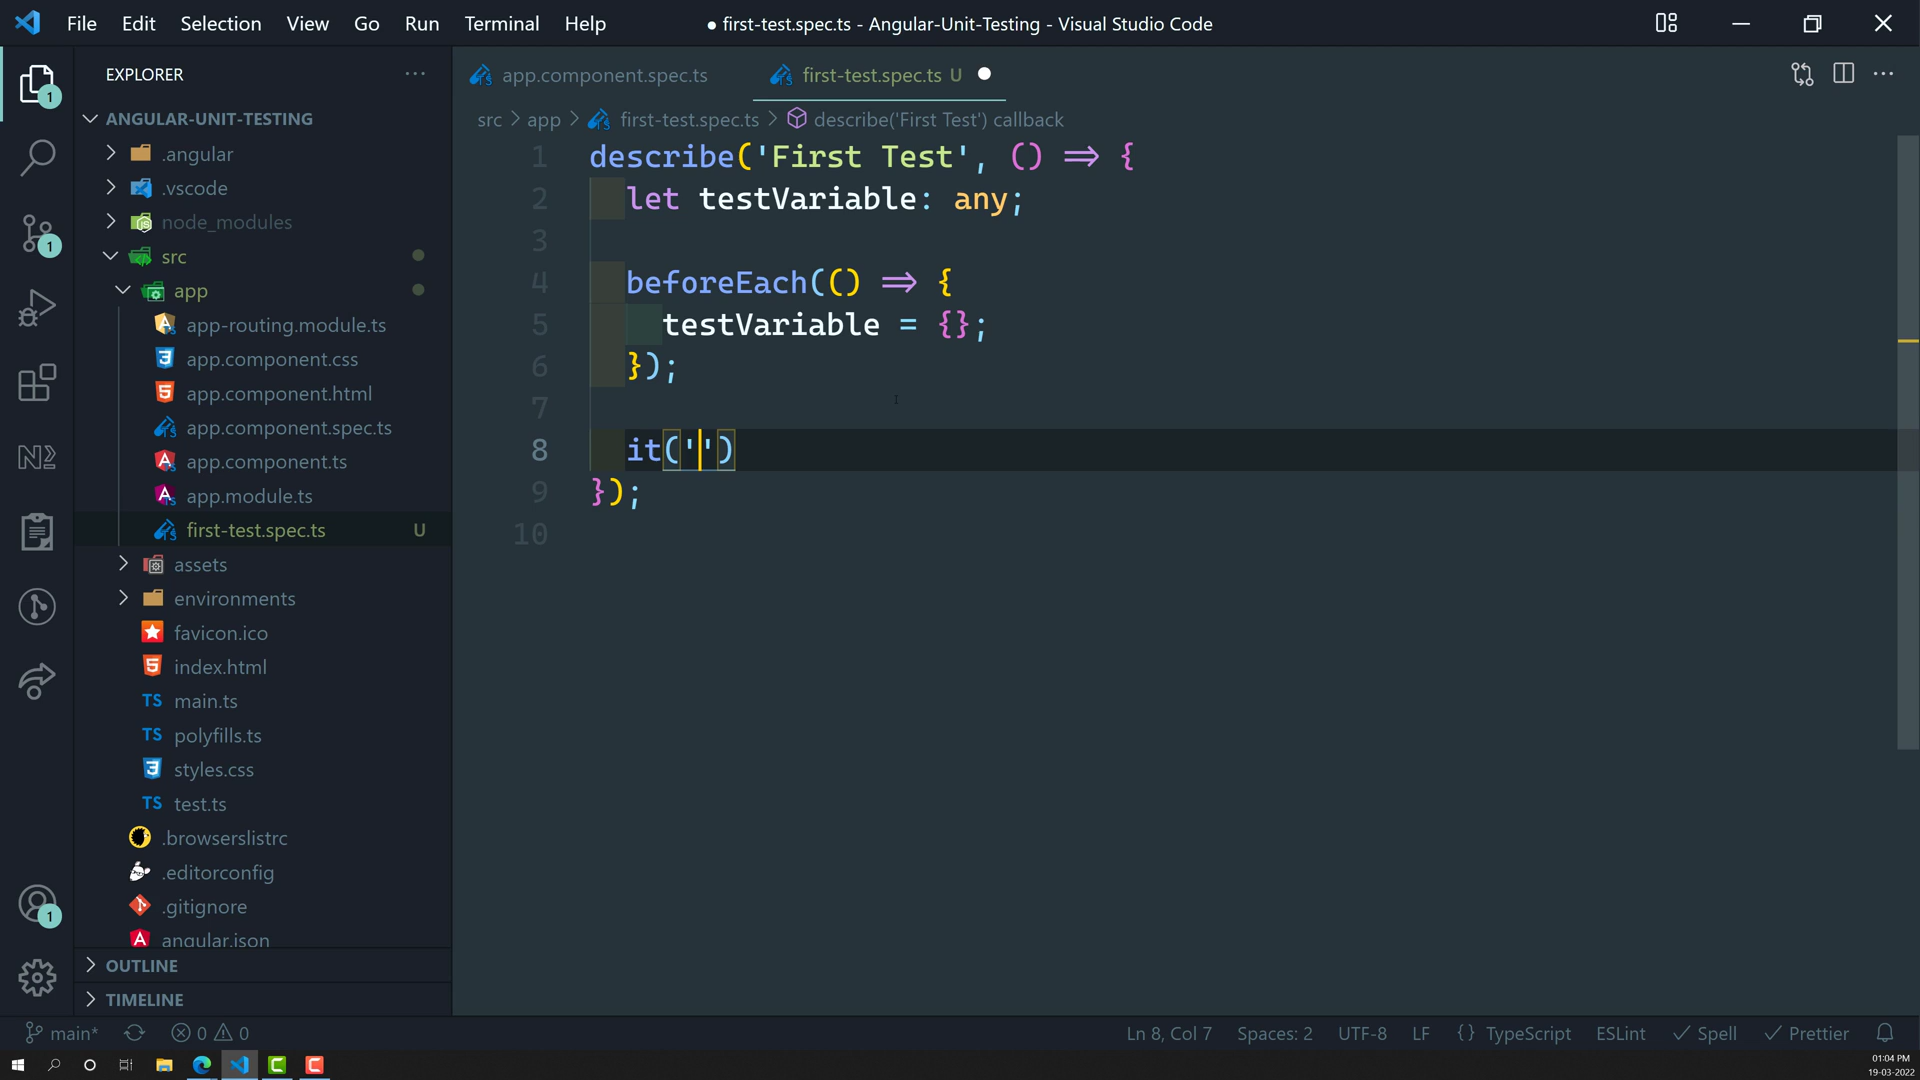 File Edit Selection View Go Run Terminal Help
● first-test.spec.ts - Angular-Unit-Testing - Visual Studio Code
EXPLORER
ANGULAR-UNIT-TESTING
.angular
.vscode
node_modules
src
app
app-routing.module.ts
app.component.css
app.component.html
app.component.spec.ts
app.component.ts
app.module.ts
first-test.spec.ts U
assets
environments
favicon.ico
index.html
TS main.ts
TS polyfills.ts
styles.css
TS test.ts
.browserslistrc
.editorconfig
.gitignore
angular.json
OUTLINE
TIMELINE
1
1
1
app.component.spec.ts
first-test.spec.ts U
src > app > first-test.spec.ts > describe('First Test') callback
1 describe('First Test', () => {
2 let testVariable: any;
3
4 beforeEach(() => {
5 testVariable = {};
6 });
7
8 it('')
9 });
10
main* 0 0
Ln 8, Col 7 Spaces: 2 UTF-8 LF {} TypeScript ESLint Spell Prettier
01:04 PM
19-03-2022